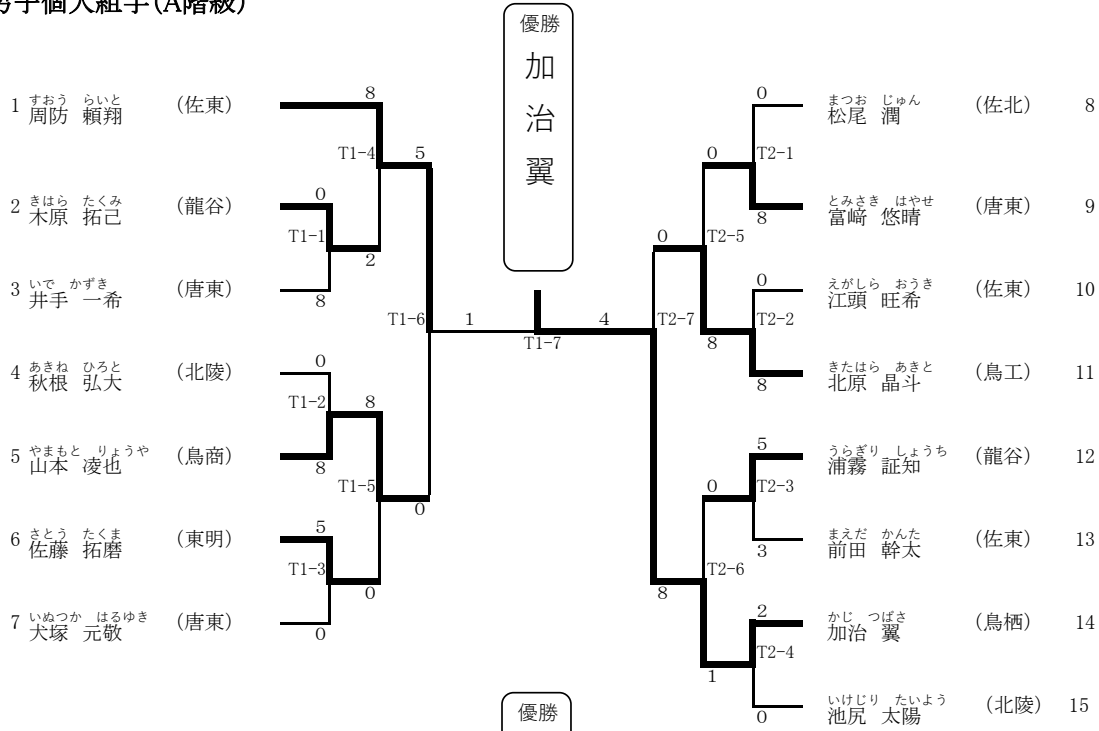 男子個人組手(A階級)
優勝
加治翼
1 周防 頼翔 すおう らいと (佐東)
2 木原 拓己 きはら たくみ (龍谷)
3 井手 一希 いで かずき (唐東)
4 秋根 弘大 あきね ひろと (北陵)
5 山本 凌也 やまもと りょうや (鳥商)
6 佐藤 拓磨 さとう たくま (東明)
7 犬塚 元敬 いぬつか はるゆき (唐東)
8
T1-4
5
0
T1-1
2
8
T1-6
1
0
T1-2
8
8
T1-5
0
5
T1-3
0
0
T1-7
4
0
T2-1
0
8
T2-5
0
0
T2-2
8
8
T2-7
5
T2-3
0
3
T2-6
8
2
T2-4
1
0
まつお じゅん
松尾 潤 (佐北) 8
とみさき はやせ
富﨑 悠晴 (唐東) 9
えがしら おうき
江頭 旺希 (佐東) 10
きたはら あきと
北原 晶斗 (鳥工) 11
うらぎり しょうち
浦霧 証知 (龍谷) 12
まえだ かんた
前田 幹太 (佐東) 13
かじ つばさ
加治 翼 (鳥栖) 14
いけじり たいよう
池尻 太陽 (北陵) 15
優勝